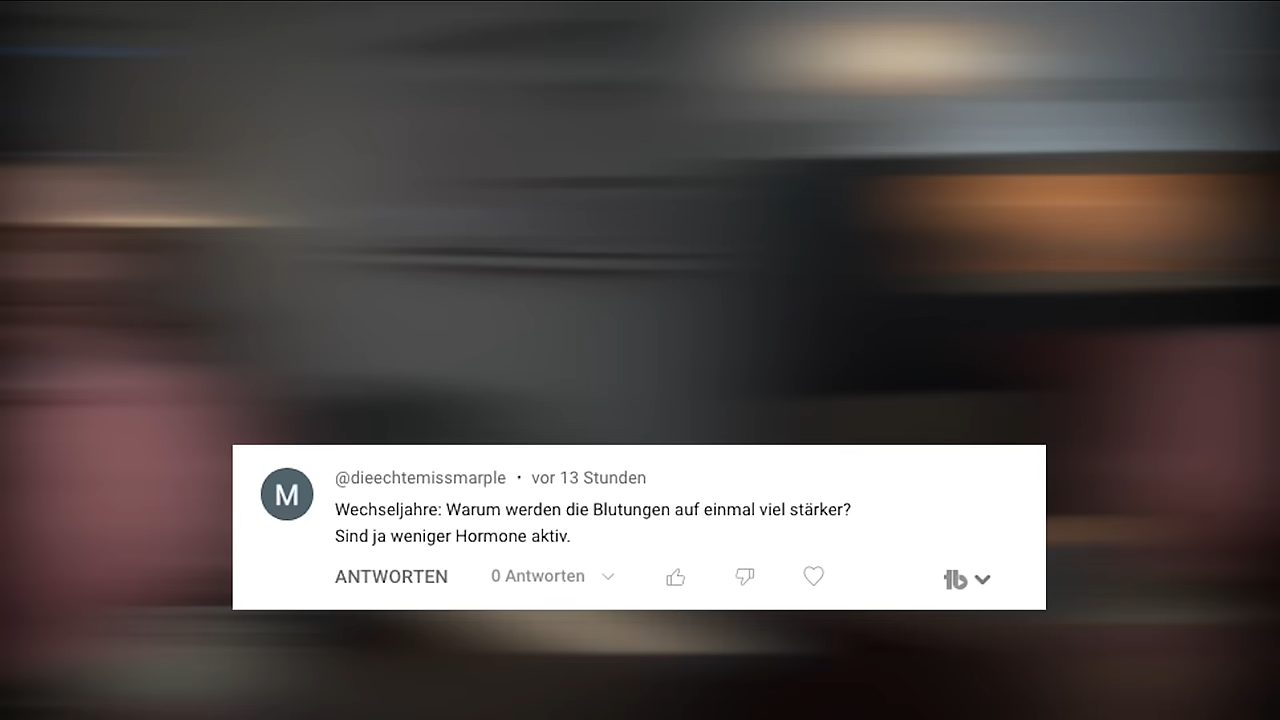 M
@dieechtemissmarple • vor 13 Stunden
Wechseljahre: Warum werden die Blutungen auf einmal viel stärker?
Sind ja weniger Hormone aktiv.
ANTWORTEN 0 Antworten
tb